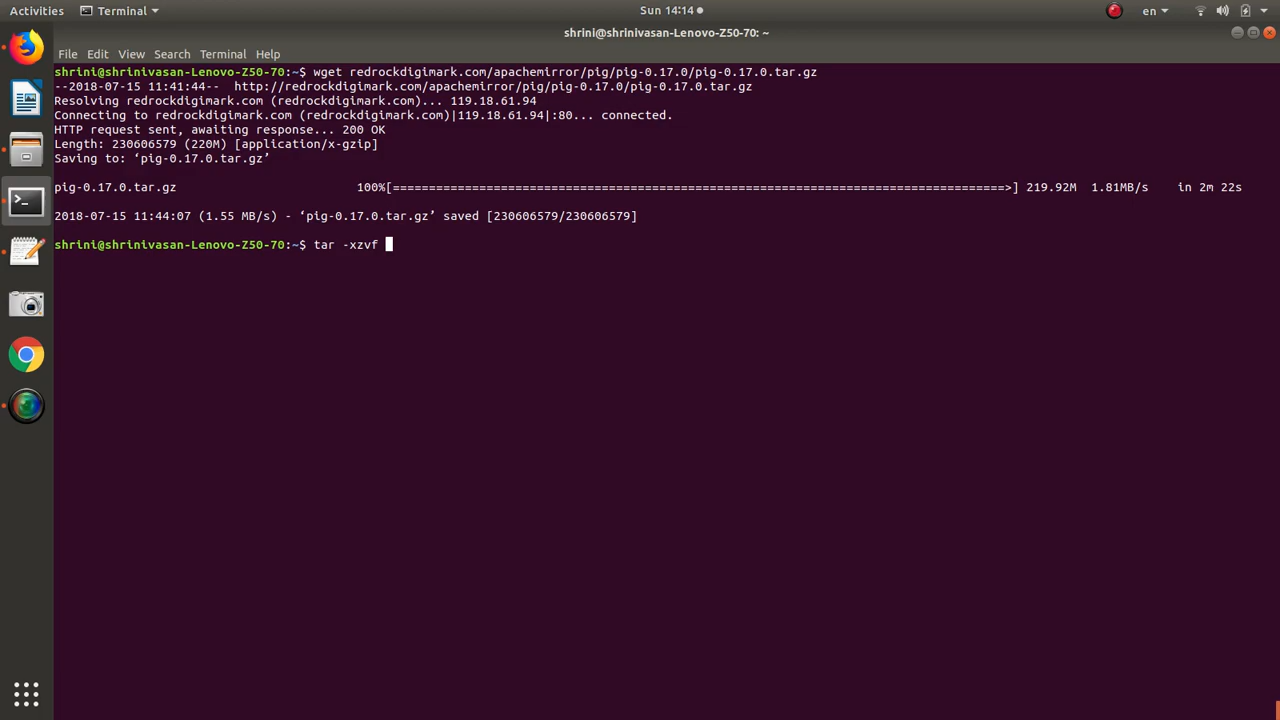 Activities Terminal Sun 14:14 en
shrini@shrinivasan-Lenovo-Z50-70: ~
File Edit View Search Terminal Help
shrini@shrinivasan-Lenovo-Z50-70:~$ wget redrockdigimark.com/apachemirror/pig/pig-0.17.0/pig-0.17.0.tar.gz
--2018-07-15 11:41:44-- http://redrockdigimark.com/apachemirror/pig/pig-0.17.0/pig-0.17.0.tar.gz
Resolving redrockdigimark.com (redrockdigimark.com)... 119.18.61.94
Connecting to redrockdigimark.com (redrockdigimark.com)|119.18.61.94|:80... connected.
HTTP request sent, awaiting response... 200 OK
Length: 230606579 (220M) [application/x-gzip]
Saving to: ‘pig-0.17.0.tar.gz’
pig-0.17.0.tar.gz 100%[=====================================================================================>] 219.92M 1.81MB/s in 2m 22s
2018-07-15 11:44:07 (1.55 MB/s) - ‘pig-0.17.0.tar.gz’ saved [230606579/230606579]
shrini@shrinivasan-Lenovo-Z50-70:~$ tar -xzvf